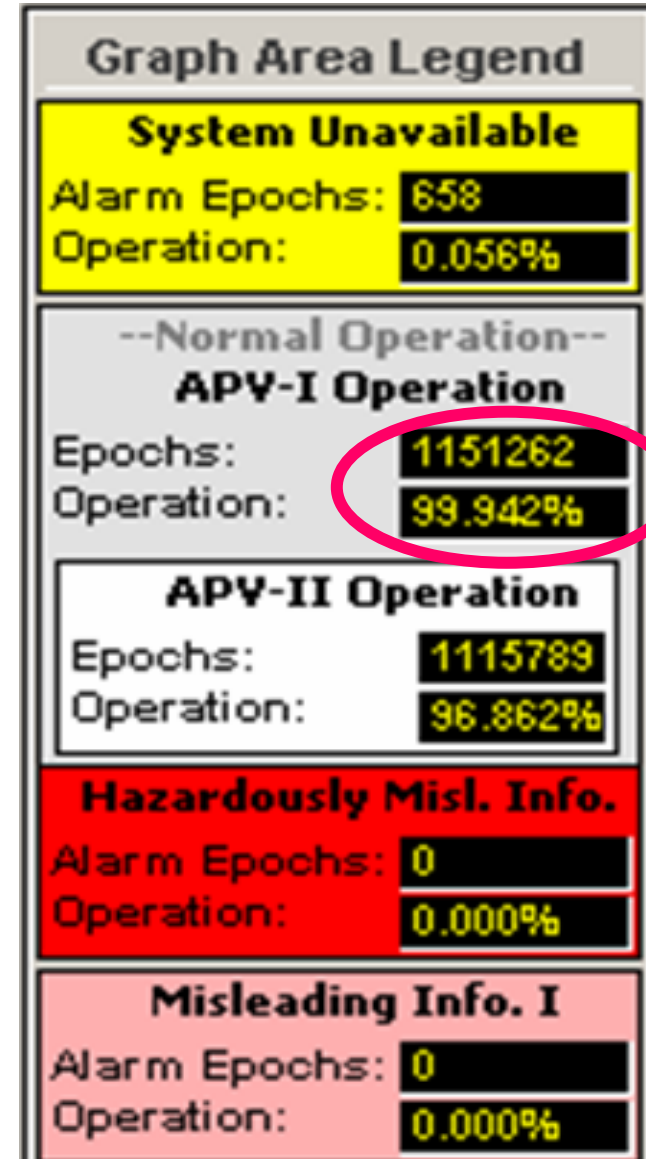 Graph Area Legend
System Unavailable
Alarm Epochs: 658
Operation: 0.056%
--Normal Operation--
APV-I Operation
Epochs: 1151262
Operation: 99.942%
APV-II Operation
Epochs: 1115789
Operation: 96.862%
Hazardously Misl. Info.
Alarm Epochs: 0
Operation: 0.000%
Misleading Info. I
Alarm Epochs: 0
Operation: 0.000%